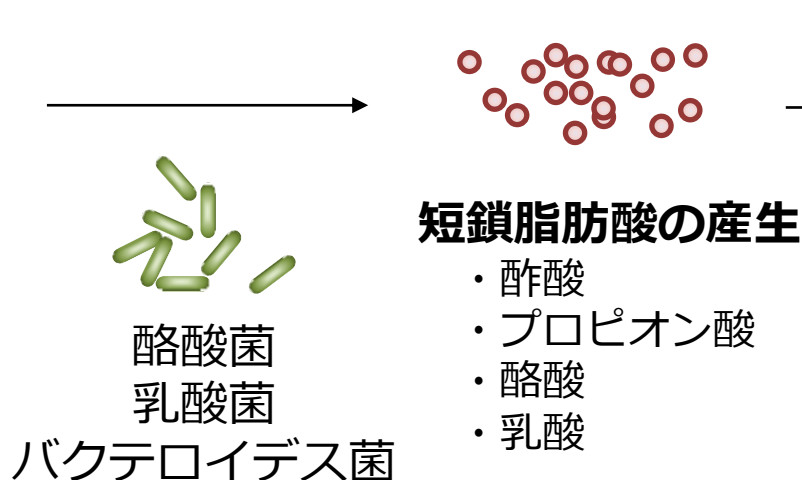 短鎖脂肪酸の産生
・酢酸
・プロピオン酸
・酪酸
・乳酸
酪酸菌
乳酸菌
バクテロイデス菌